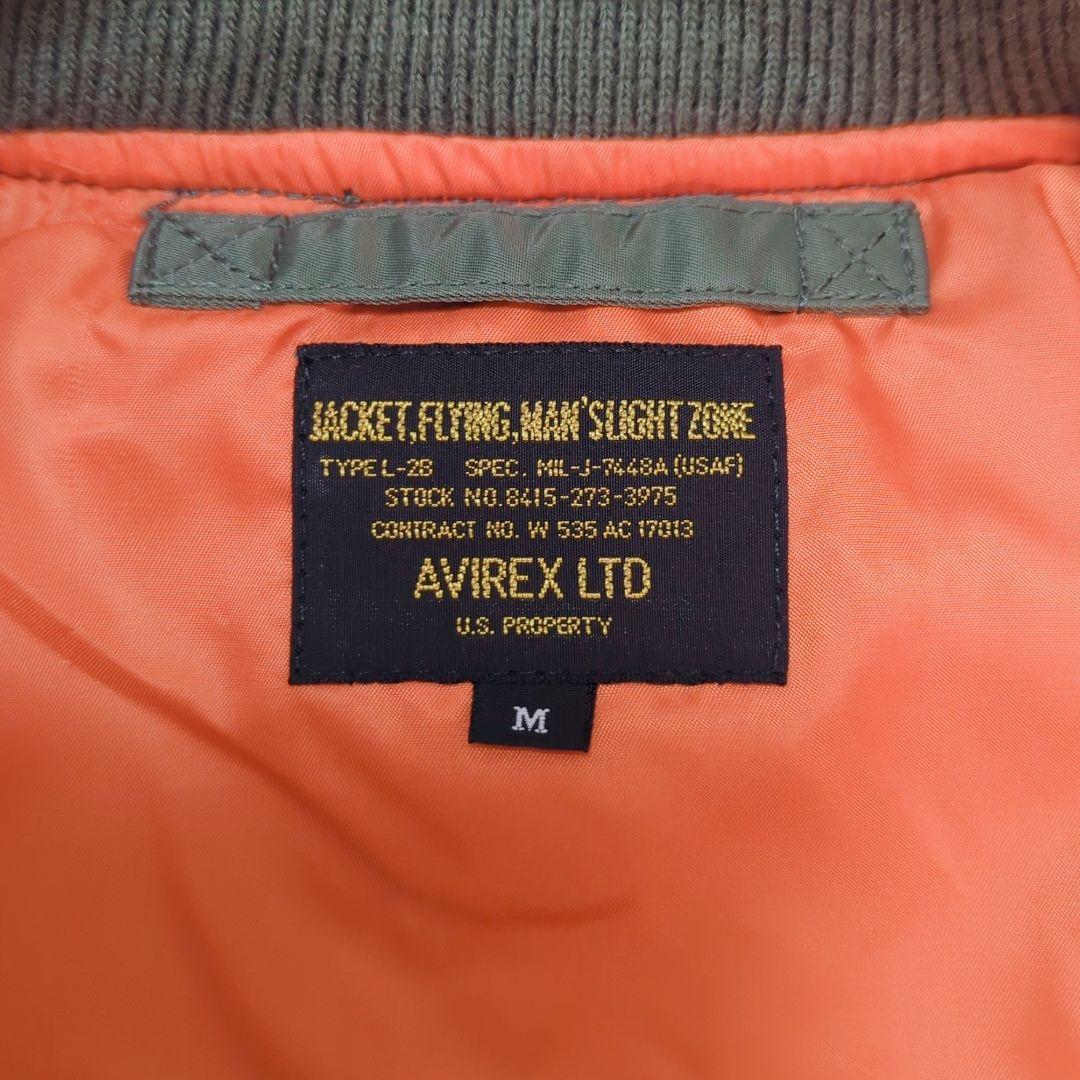 JACKET,FLYING,MAN'S LIGHT ZONE
TYPE L-2B SPEC. MIL-J-7448A (USAF)
STOCK NO.8415-273-3975
CONTRACT NO. W 535 AC 17013
AVIREX LTD
U.S. PROPERTY
M